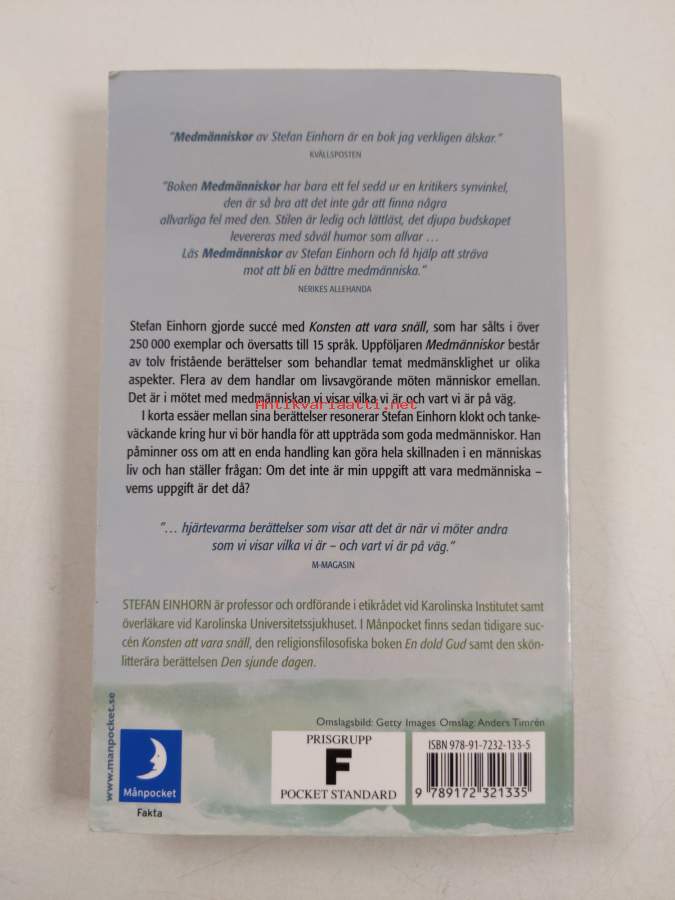 "Medmänniskor av Stefan Einhorn är en bok jag verkligen älskar."
KVÄLLSPOSTEN
"Boken Medmänniskor har bara ett fel sedd ur en kritikers synvinkel,
den är så bra att det inte går att finna några
allvarliga fel med den. Stilen är ledig och lättläst, det djupa budskapet
levereras med såväl humor som allvar ...
Läs Medmänniskor av Stefan Einhorn och få hjälp att sträva
mot att bli en bättre medmänniska."
NERIKES ALLEHANDA
Stefan Einhorn gjorde succé med Konsten att vara snäll, som har sålts i över
250 000 exemplar och översatts till 15 språk. Uppföljaren Medmänniskor består
av tolv fristående berättelser som behandlar temat medmänsklighet ur olika
aspekter. Flera av dem handlar om livsavgörande möten människor emellan.
Det är i mötet med medmänniskan vi visar vilka vi är och vart vi är på väg.
Antikvariaatti.net
I korta essäer mellan sina berättelser resonerar Stefan Einhorn klokt och tanke-
väckande kring hur vi bör handla för att uppträda som goda medmänniskor. Han
påminner oss om att en enda handling kan göra hela skillnaden i en människas
liv och han ställer frågan: Om det inte är min uppgift att vara medmänniska –
vems uppgift är det då?
"... hjärtevarma berättelser som visar att det är när vi möter andra
som vi visar vilka vi är – och vart vi är på väg."
M-MAGASIN
STEFAN EINHORN är professor och ordförande i etikrådet vid Karolinska Institutet samt
överläkare vid Karolinska Universitetssjukhuset. I Månpocket finns sedan tidigare suc-
cén Konsten att vara snäll, den religionsfilosofiska boken En dold Gud samt den skön-
litterära berättelsen Den sjunde dagen.
www.manpocket.se
Månpocket
Fakta
Omslagsbild: Getty Images Omslag: Anders Timrén
PRISGRUPP
F
POCKET STANDARD
ISBN 978-91-7232-133-5
9 789172 321335